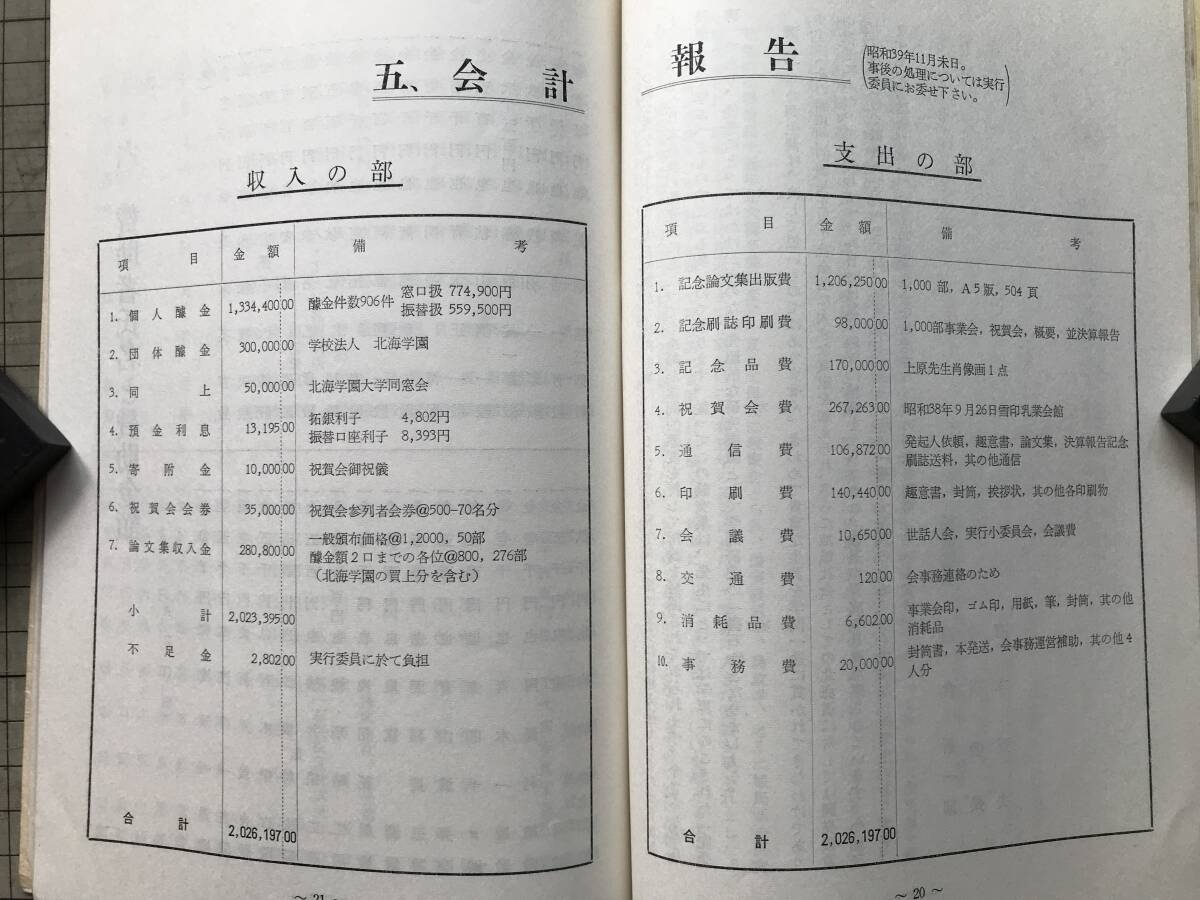 五、会計
収入の部
項目 金額 備考
1. 個人醵金 1,334,400 00 醵金件数906件 窓口扱 774,900円
振替扱 559,500円
2. 団体醵金 300,000 00 学校法人 北海学園
3. 同上 50,000 00 北海学園大学同窓会
4. 預金利息 13,195 00 拓銀利子 4,802円
振替口座利子 8,393円
5. 寄附金 10,000 00 祝賀会御祝儀
6. 祝賀会会券 35,000 00 祝賀会参列者会券@500-70名分
7. 論文集収入金 280,800 00 一般頒布価格@1,2000, 50部
醵金額2口までの各位@800, 276部
(北海学園の買上分を含む)
小計 2,023,395 00
不足金 2,802 00 実行委員に於て負担
合計 2,026,197 00
~ 21 ~
報告
(昭和39年11月末日。
事後の処理については実行
委員にお委せ下さい。)
支出の部
項目 金額 備考
1. 記念論文集出版費 1,206,250 00 1,000 部, A5版, 504 頁
2. 記念刷誌印刷費 98,000 00 1,000部事業会, 祝賀会, 概要, 並決算報告
3. 記念品費 170,000 00 上原先生肖像画1点
4. 祝賀会費 267,263 00 昭和38年9月26日雪印乳業会館
5. 通信費 106,872 00 発起人依頼, 趣意書, 論文集, 決算報告記念
刷誌送料, 其の他通信
6. 印刷費 140,440 00 趣意書, 封筒, 挨拶状, 其の他各印刷物
7. 会議費 10,650 00 世話人会, 実行小委員会, 会議費
8. 交通費 120 00 会事務連絡のため
9. 消耗品費 6,602 00 事業会印, ゴム印, 用紙, 筆, 封筒, 其の他
消耗品
10. 事務費 20,000 00 封筒書, 本発送, 会事務運営補助, 其の他4
人分
合計 2,026,197 00
~ 20 ~